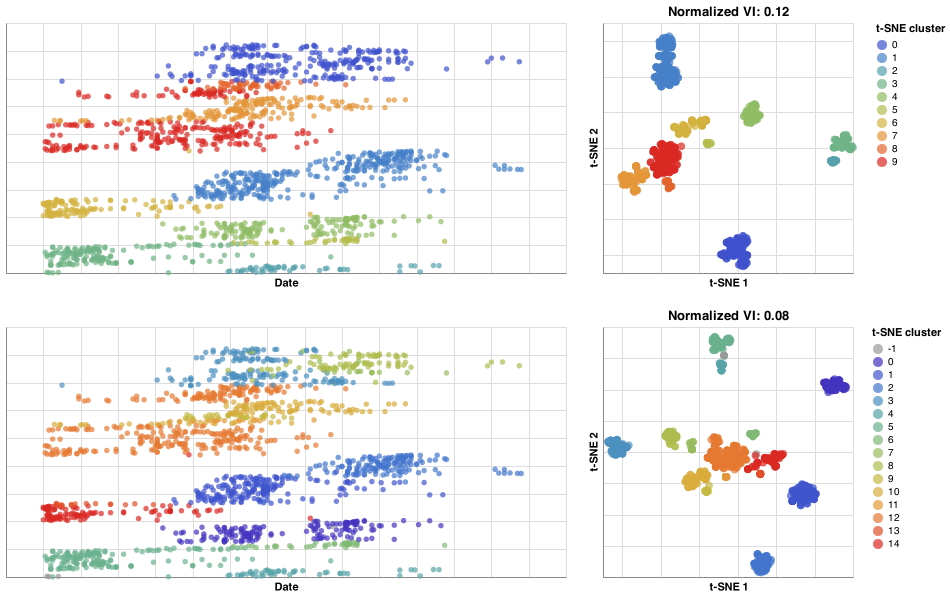 Normalized VI: 0.12
t-SNE cluster
0
1
2
3
4
5
6
7
8
9
t-SNE 2
Date
t-SNE 1
Normalized VI: 0.08
t-SNE cluster
-1
0
1
2
3
4
5
6
7
8
9
10
11
12
13
14
t-SNE 2
Date
t-SNE 1